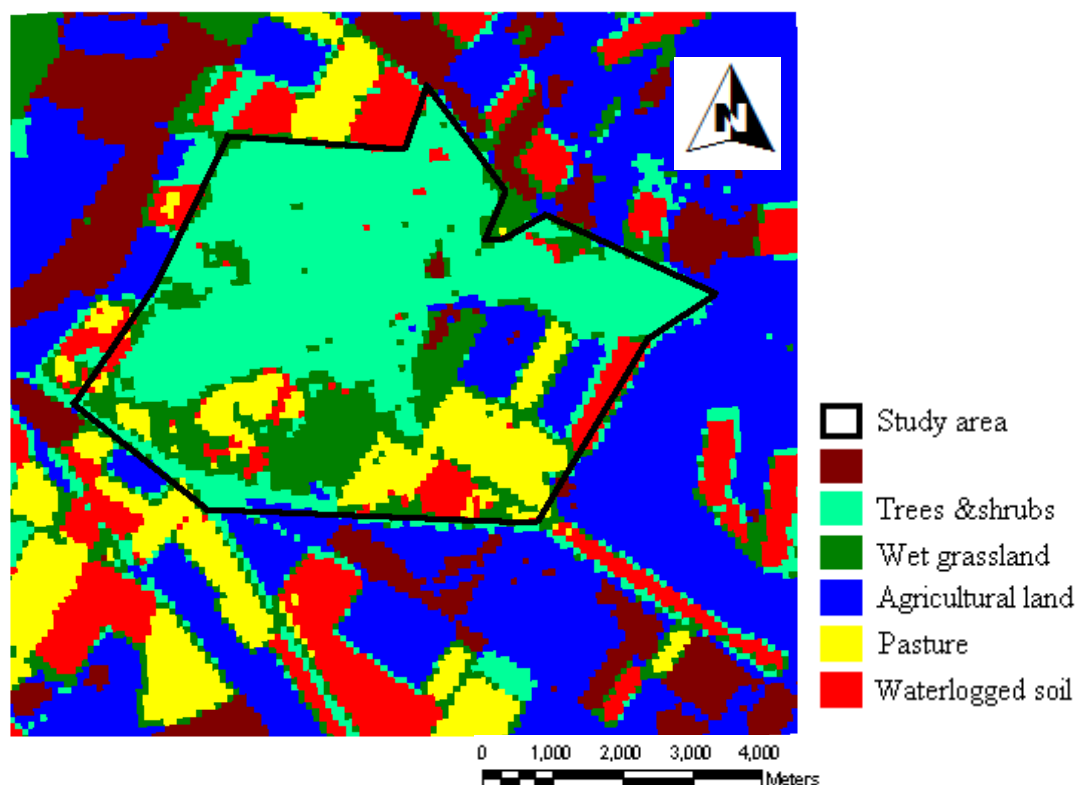 N
Study area
Trees &shrubs
Wet grassland
Agricultural land
Pasture
Waterlogged soil
0 1,000 2,000 3,000 4,000
Meters